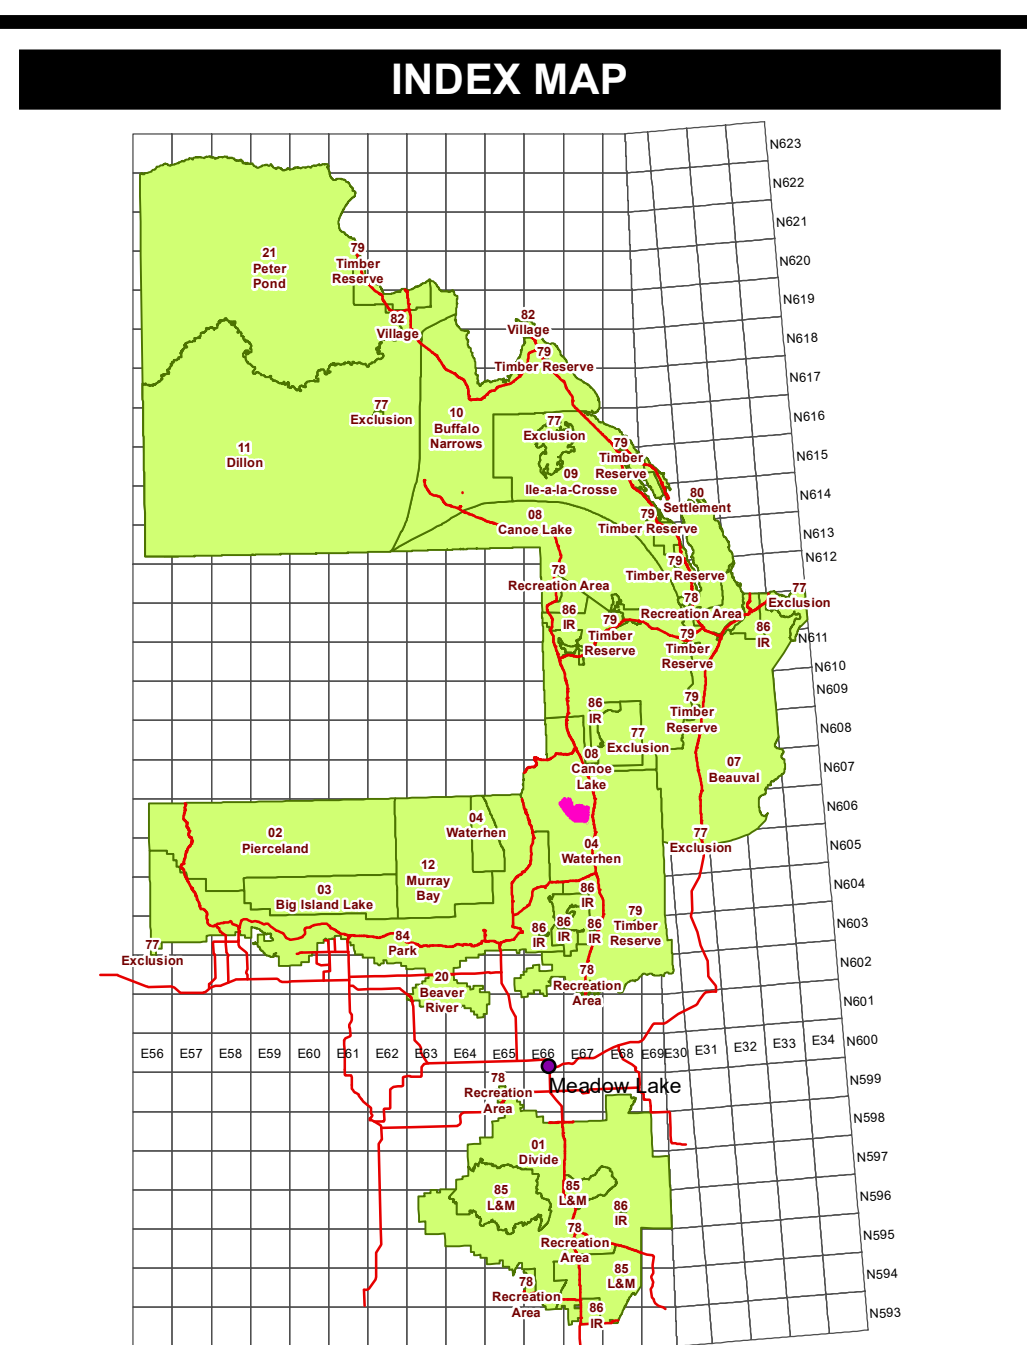 INDEX MAP
N623
N622
N621
N620
N619
N618
N617
N616
N615
N614
N613
N612
N611
N610
N609
N608
N607
N606
N605
N604
N603
N602
N601
N600
N599
N598
N597
N596
N595
N594
N593
21
Peter
Pond
79
Timber
Reserve
82
Village
82
Village
79
Timber Reserve
77
Exclusion
10
Buffalo
Narrows
77
Exclusion
11
Dillon
79
Timber
Reserve
09
Ile-a-la-Crosse
80
Settlement
08
Canoe Lake
79
Timber Reserve
79
Timber Reserve
78
Recreation Area
78
Recreation Area
77
Exclusion
86
IR
79
Timber
Reserve
79
Timber
Reserve
86
IR
86
IR
79
Timber
Reserve
77
Exclusion
08
Canoe
Lake
07
Beauval
04
Waterhen
02
Pierceland
04
Waterhen
77
Exclusion
12
Murray
Bay
03
Big Island Lake
86
IR
79
Timber
Reserve
86
IR
86
IR
86
IR
84
Park
77
Exclusion
20
Beaver
River
78
Recreation
Area
E56 E57 E58 E59 E60 E61 E62 E63 E64 E65 E66 E67 E68 E69 E30 E31 E32 E33 E34
Meadow Lake
78
Recreation
Area
01
Divide
85
L&M
85
L&M
86
IR
78
Recreation
Area
85
L&M
78
Recreation
Area
86
IR